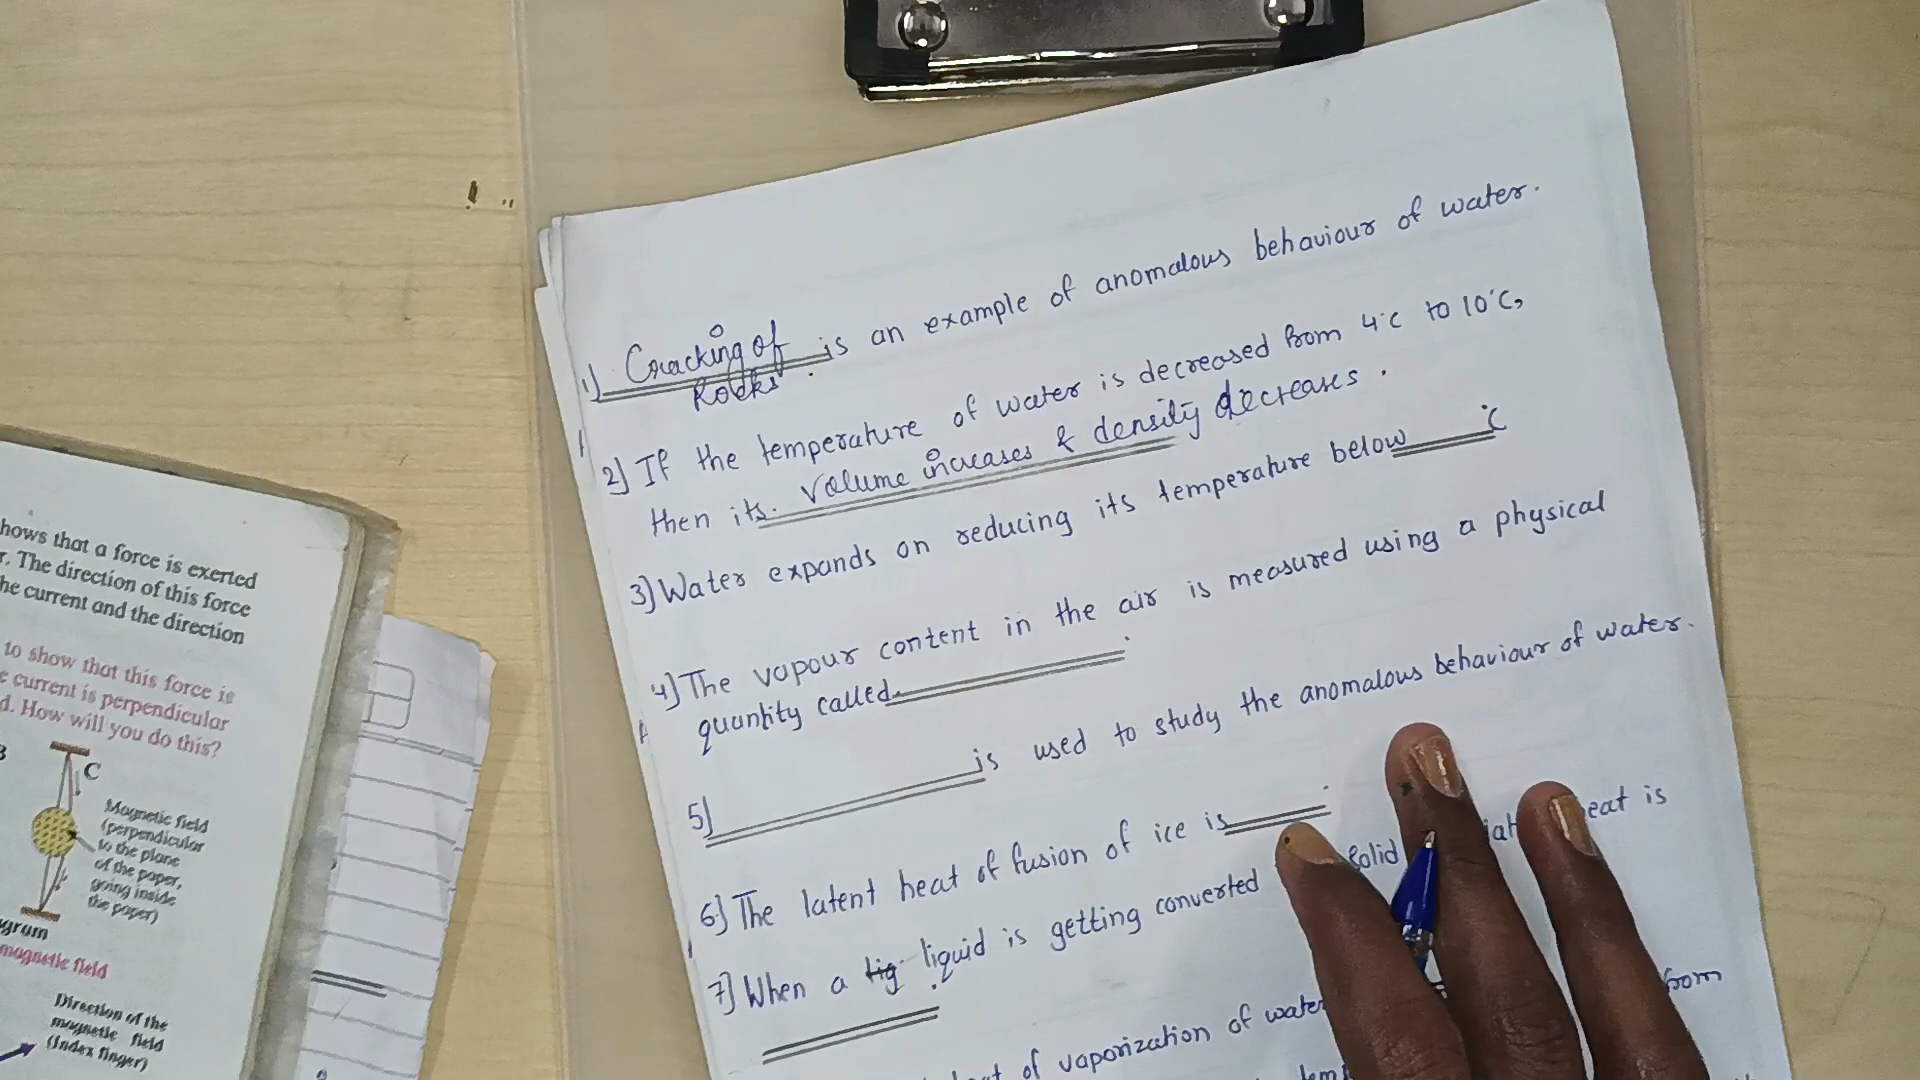 1) Cracking of
Rocks . is an example of anomalous behaviour of water.
2) If the temperature of water is decreased from 4°c to 10°c,
then its. volume increases & density decreases .
3) Water expands on reducing its temperature below °c
4) The vapour content in the air is measured using a physical
quantity called .
5) is used to study the anomalous behaviour of water.
6) The latent heat of fusion of ice is .
7) When a liq liquid is getting converted solid heat is
.
of vaporization of water from
hows that a force is exerted
r. The direction of this force
he current and the direction
to show that this force is
e current is perpendicular
d. How will you do this?
B
C
Magnetic field
(perpendicular
to the plane
of the paper,
going inside
the paper)
gram
magnetic field
Direction of the
magnetic field
(Index finger)